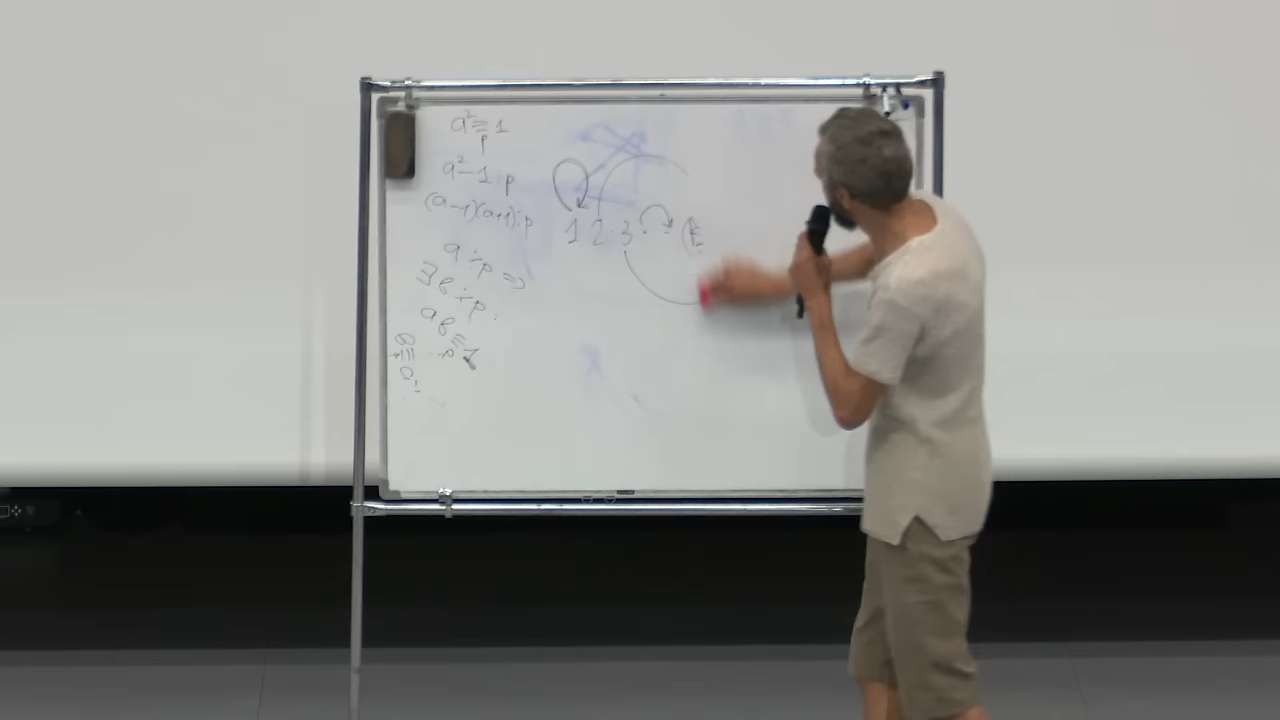 a² ≡ 1
p
a² − 1 ⋮ p
(a−1)(a+1) ⋮ p
a ⋮̸ p ⇒
∃ b ⋮̸ p :
ab ≡ 1
p
1 2 · 3 ·